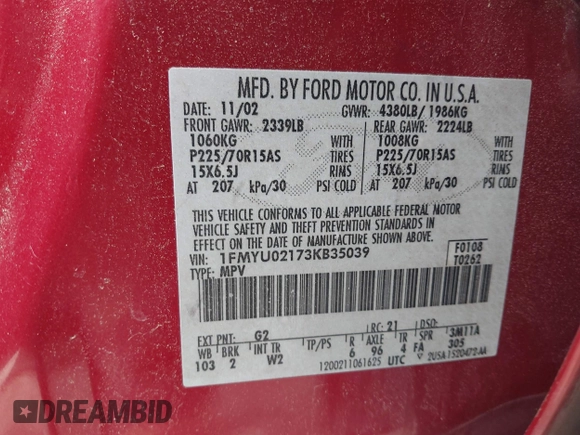 MFD. BY FORD MOTOR CO. IN U.S.A.
DATE: 11/02 GVWR: 4380LB/ 1986KG
FRONT GAWR: 2339LB REAR GAWR: 2224LB
1060KG WITH 1008KG WITH
P225/70R15AS TIRES P225/70R15AS TIRES
15X6.5J RIMS 15X6.5J RIMS
AT 207 kPa/30 PSI COLD AT 207 kPa/30 PSI COLD
THIS VEHICLE CONFORMS TO ALL APPLICABLE FEDERAL MOTOR
VEHICLE SAFETY AND THEFT PREVENTION STANDARDS IN
EFFECT ON THE DATE OF MANUFACTURE SHOWN ABOVE.
VIN: 1FMYU02173KB35039 F0108
TYPE: MPV T0262
EXT PNT: G2 RC: 21 DSO:
WB BRK INT TR TP/PS R AXLE TR SPR 3M11A
103 2 W2 6 96 4 FA 305
1200211061625 UTC ▽ 2U5A1520472AA
DREAMBID